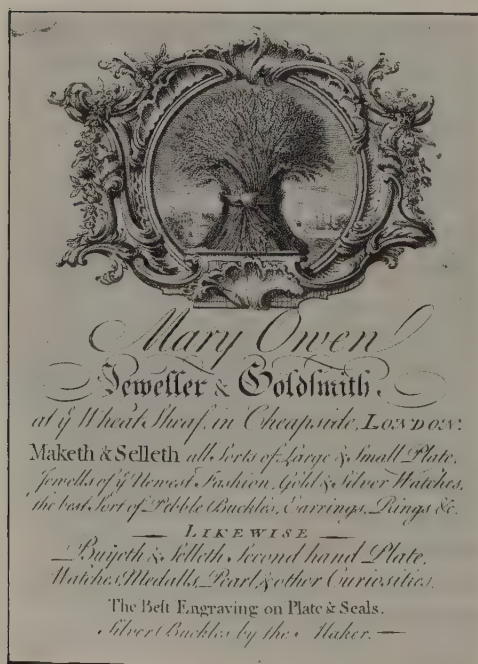 Mary Owen
Jeweller & Goldsmith.
at yͤ Wheat Sheaf, in Cheapside, LONDON:
Maketh & Selleth all Sorts of Large & Small Plate,
Jewells of yͤ Newest Fashion, Gold & Silver Watches,
the best Sort of Pebble Buckles, Earrings, Rings &c.
LIKEWISE
Buyeth & Selleth Second hand Plate,
Watches, Medalls, Pearl, & other Curiosities.
The Beſt Engraving on Plate & Seals.
Silver Buckles by the Maker.